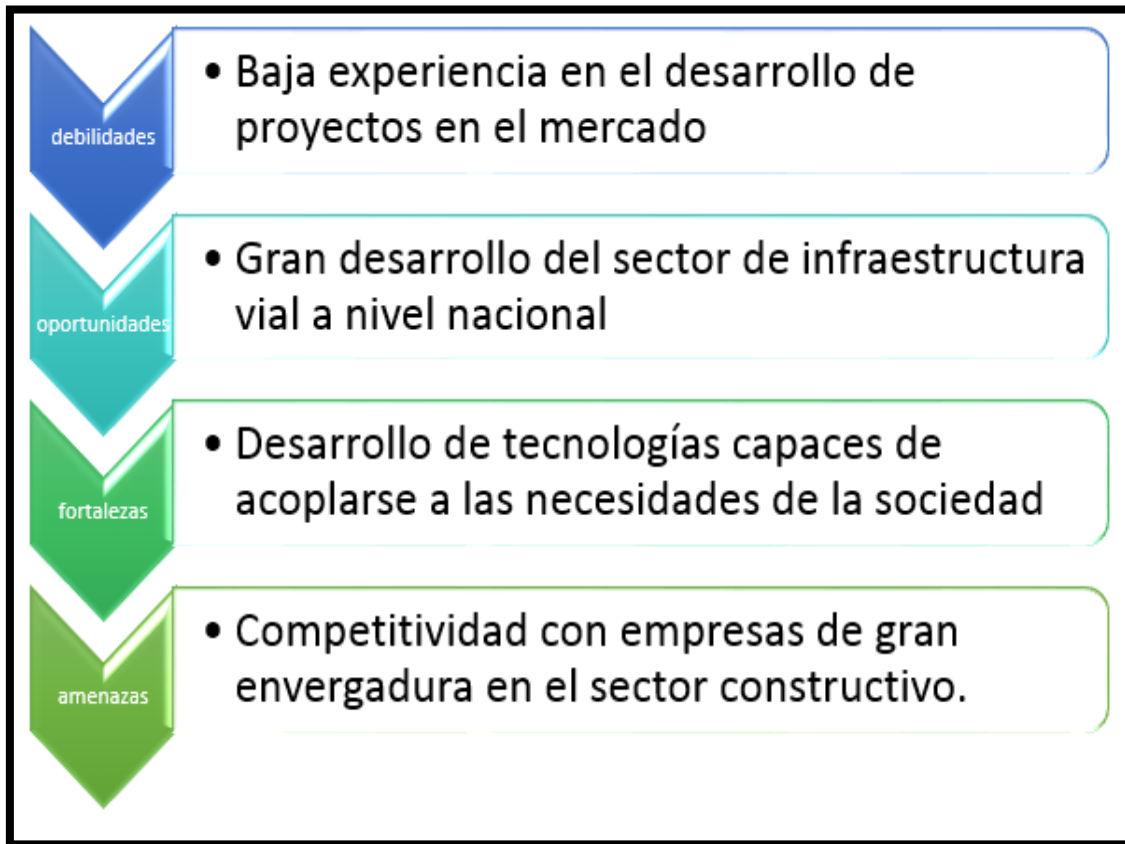 debilidades
• Baja experiencia en el desarrollo de
proyectos en el mercado
oportunidades
• Gran desarrollo del sector de infraestructura
vial a nivel nacional
fortalezas
• Desarrollo de tecnologías capaces de
acoplarse a las necesidades de la sociedad
amenazas
• Competitividad con empresas de gran
envergadura en el sector constructivo.